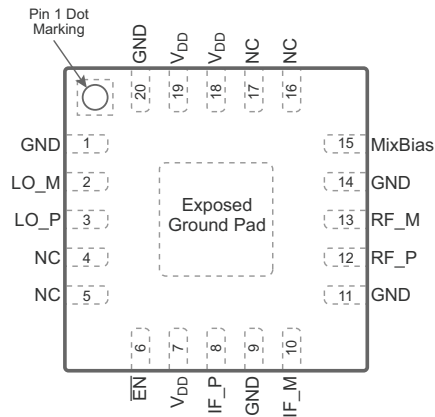 Pin 1 Dot
Marking
GND
VDD
VDD
NC
NC
20
19
18
17
16
GND 1
LO_M 2
LO_P 3
NC 4
NC 5
15 MixBias
14 GND
13 RF_M
12 RF_P
11 GND
Exposed
Ground Pad
6
7
8
9
10
E̅N̅
VDD
IF_P
GND
IF_M